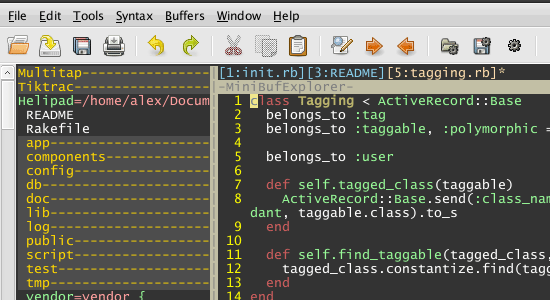 File Edit Tools Syntax Buffers Window Help
Multitap---------------
Tiktrac----------------
Helipad=/home/alex/Docum
README
Rakefile
app--------------------
components-------------
config-----------------
db---------------------
doc--------------------
lib--------------------
log--------------------
public-----------------
script-----------------
test-------------------
tmp--------------------
vendor=vendor {
[1:init.rb][3:README][5:tagging.rb]*
-MiniBufExplorer-
1 class Tagging < ActiveRecord::Base
2 belongs_to :tag
3 belongs_to :taggable, :polymorphic =
4
5 belongs_to :user
6
7 def self.tagged_class(taggable)
8 ActiveRecord::Base.send(:class_nam
dant, taggable.class).to_s
9 end
10
11 def self.find_taggable(tagged_class,
12 tagged_class.constantize.find(tagg
13 end
14 end